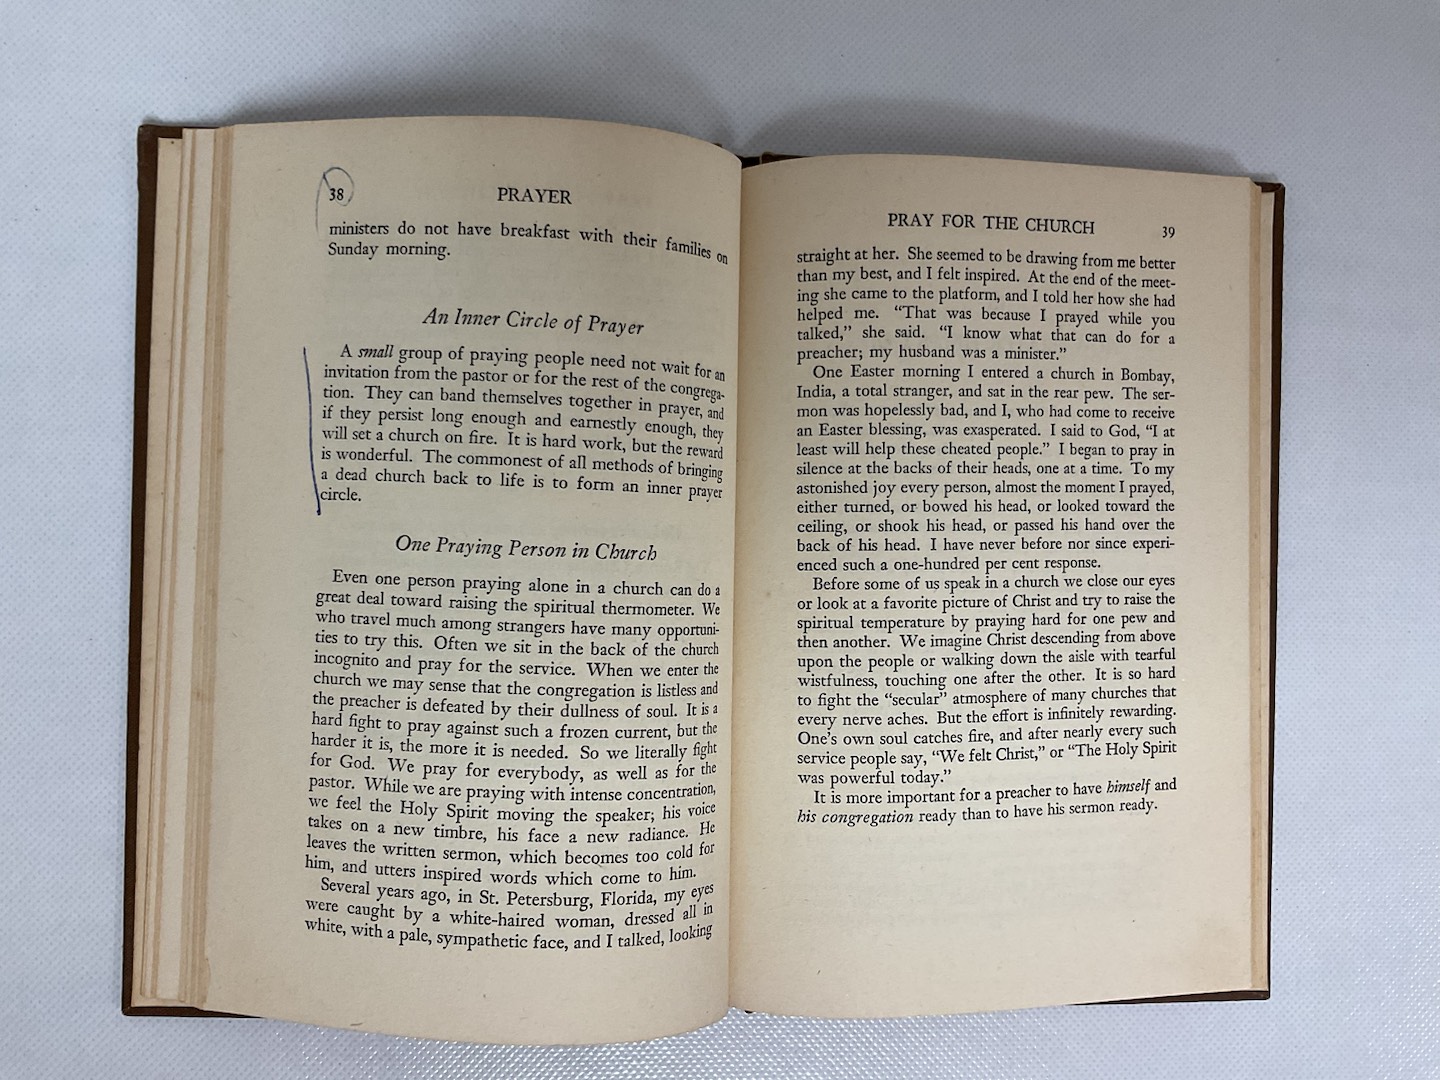 38
PRAYER
ministers do not have breakfast with their families on
Sunday morning.
An Inner Circle of Prayer
A small group of praying people need not wait for an
invitation from the pastor or for the rest of the congrega-
tion. They can band themselves together in prayer, and
if they persist long enough and earnestly enough, they
will set a church on fire. It is hard work, but the reward
is wonderful. The commonest of all methods of bringing
a dead church back to life is to form an inner prayer
circle.
One Praying Person in Church
Even one person praying alone in a church can do a
great deal toward raising the spiritual thermometer. We
who travel much among strangers have many opportuni-
ties to try this. Often we sit in the back of the church
incognito and pray for the service. When we enter the
church we may sense that the congregation is listless and
the preacher is defeated by their dullness of soul. It is a
hard fight to pray against such a frozen current, but the
harder it is, the more it is needed. So we literally fight
for God. We pray for everybody, as well as for the
pastor. While we are praying with intense concentration,
we feel the Holy Spirit moving the speaker; his voice
takes on a new timbre, his face a new radiance. He
leaves the written sermon, which becomes too cold for
him, and utters inspired words which come to him.
Several years ago, in St. Petersburg, Florida, my eyes
were caught by a white-haired woman, dressed all in
white, with a pale, sympathetic face, and I talked, looking
PRAY FOR THE CHURCH
39
straight at her. She seemed to be drawing from me better
than my best, and I felt inspired. At the end of the meet-
ing she came to the platform, and I told her how she had
helped me. "That was because I prayed while you
talked," she said. "I know what that can do for a
preacher; my husband was a minister."
One Easter morning I entered a church in Bombay,
India, a total stranger, and sat in the rear pew. The ser-
mon was hopelessly bad, and I, who had come to receive
an Easter blessing, was exasperated. I said to God, "I at
least will help these cheated people." I began to pray in
silence at the backs of their heads, one at a time. To my
astonished joy every person, almost the moment I prayed,
either turned, or bowed his head, or looked toward the
ceiling, or shook his head, or passed his hand over the
back of his head. I have never before nor since experi-
enced such a one-hundred per cent response.
Before some of us speak in a church we close our eyes
or look at a favorite picture of Christ and try to raise the
spiritual temperature by praying hard for one pew and
then another. We imagine Christ descending from above
upon the people or walking down the aisle with tearful
wistfulness, touching one after the other. It is so hard
to fight the "secular" atmosphere of many churches that
every nerve aches. But the effort is infinitely rewarding.
One's own soul catches fire, and after nearly every such
service people say, "We felt Christ," or "The Holy Spirit
was powerful today."
It is more important for a preacher to have himself and
his congregation ready than to have his sermon ready.